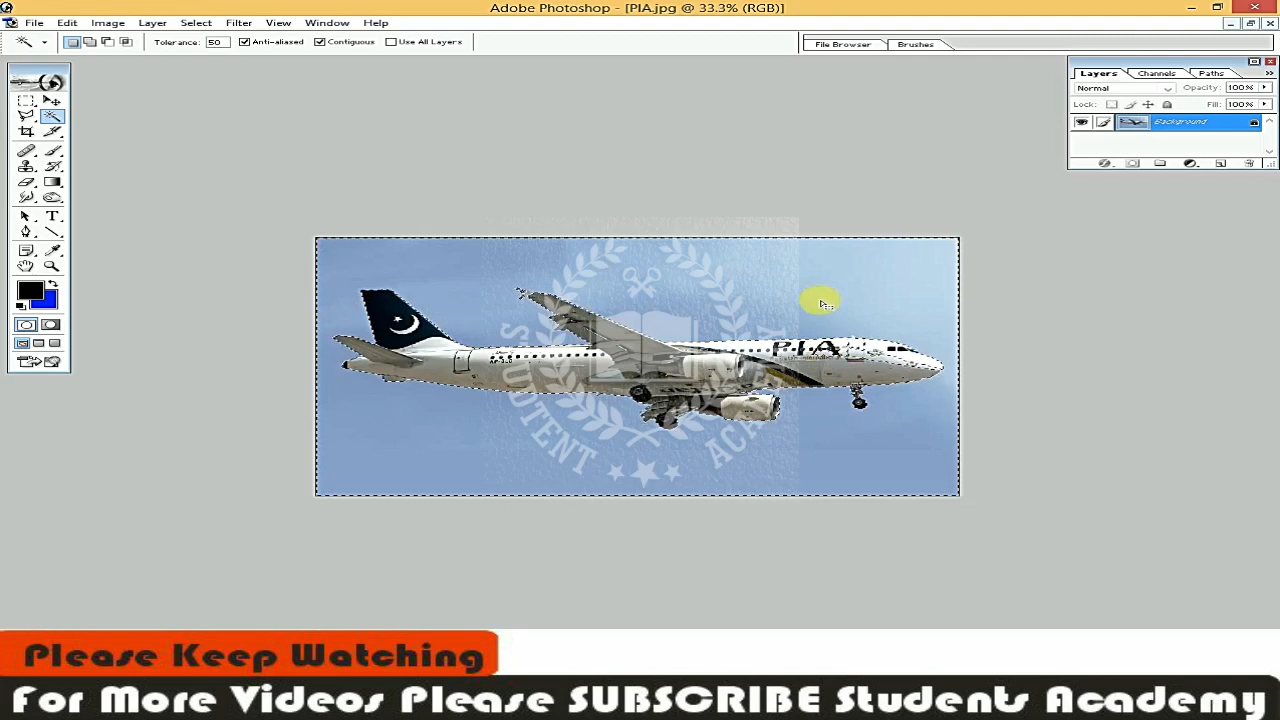 Adobe Photoshop - [PIA.jpg @ 33.3% (RGB)]
File Edit Image Layer Select Filter View Window Help
Tolerance: 50 Anti-aliased Contiguous Use All Layers File Browser Brushes
Layers Channels Paths
Normal Opacity: 100%
Lock: Fill: 100%
Background
PIA
STUDENT ACADEMY
Please Keep Watching
For More Videos Please SUBSCRIBE Students Academy